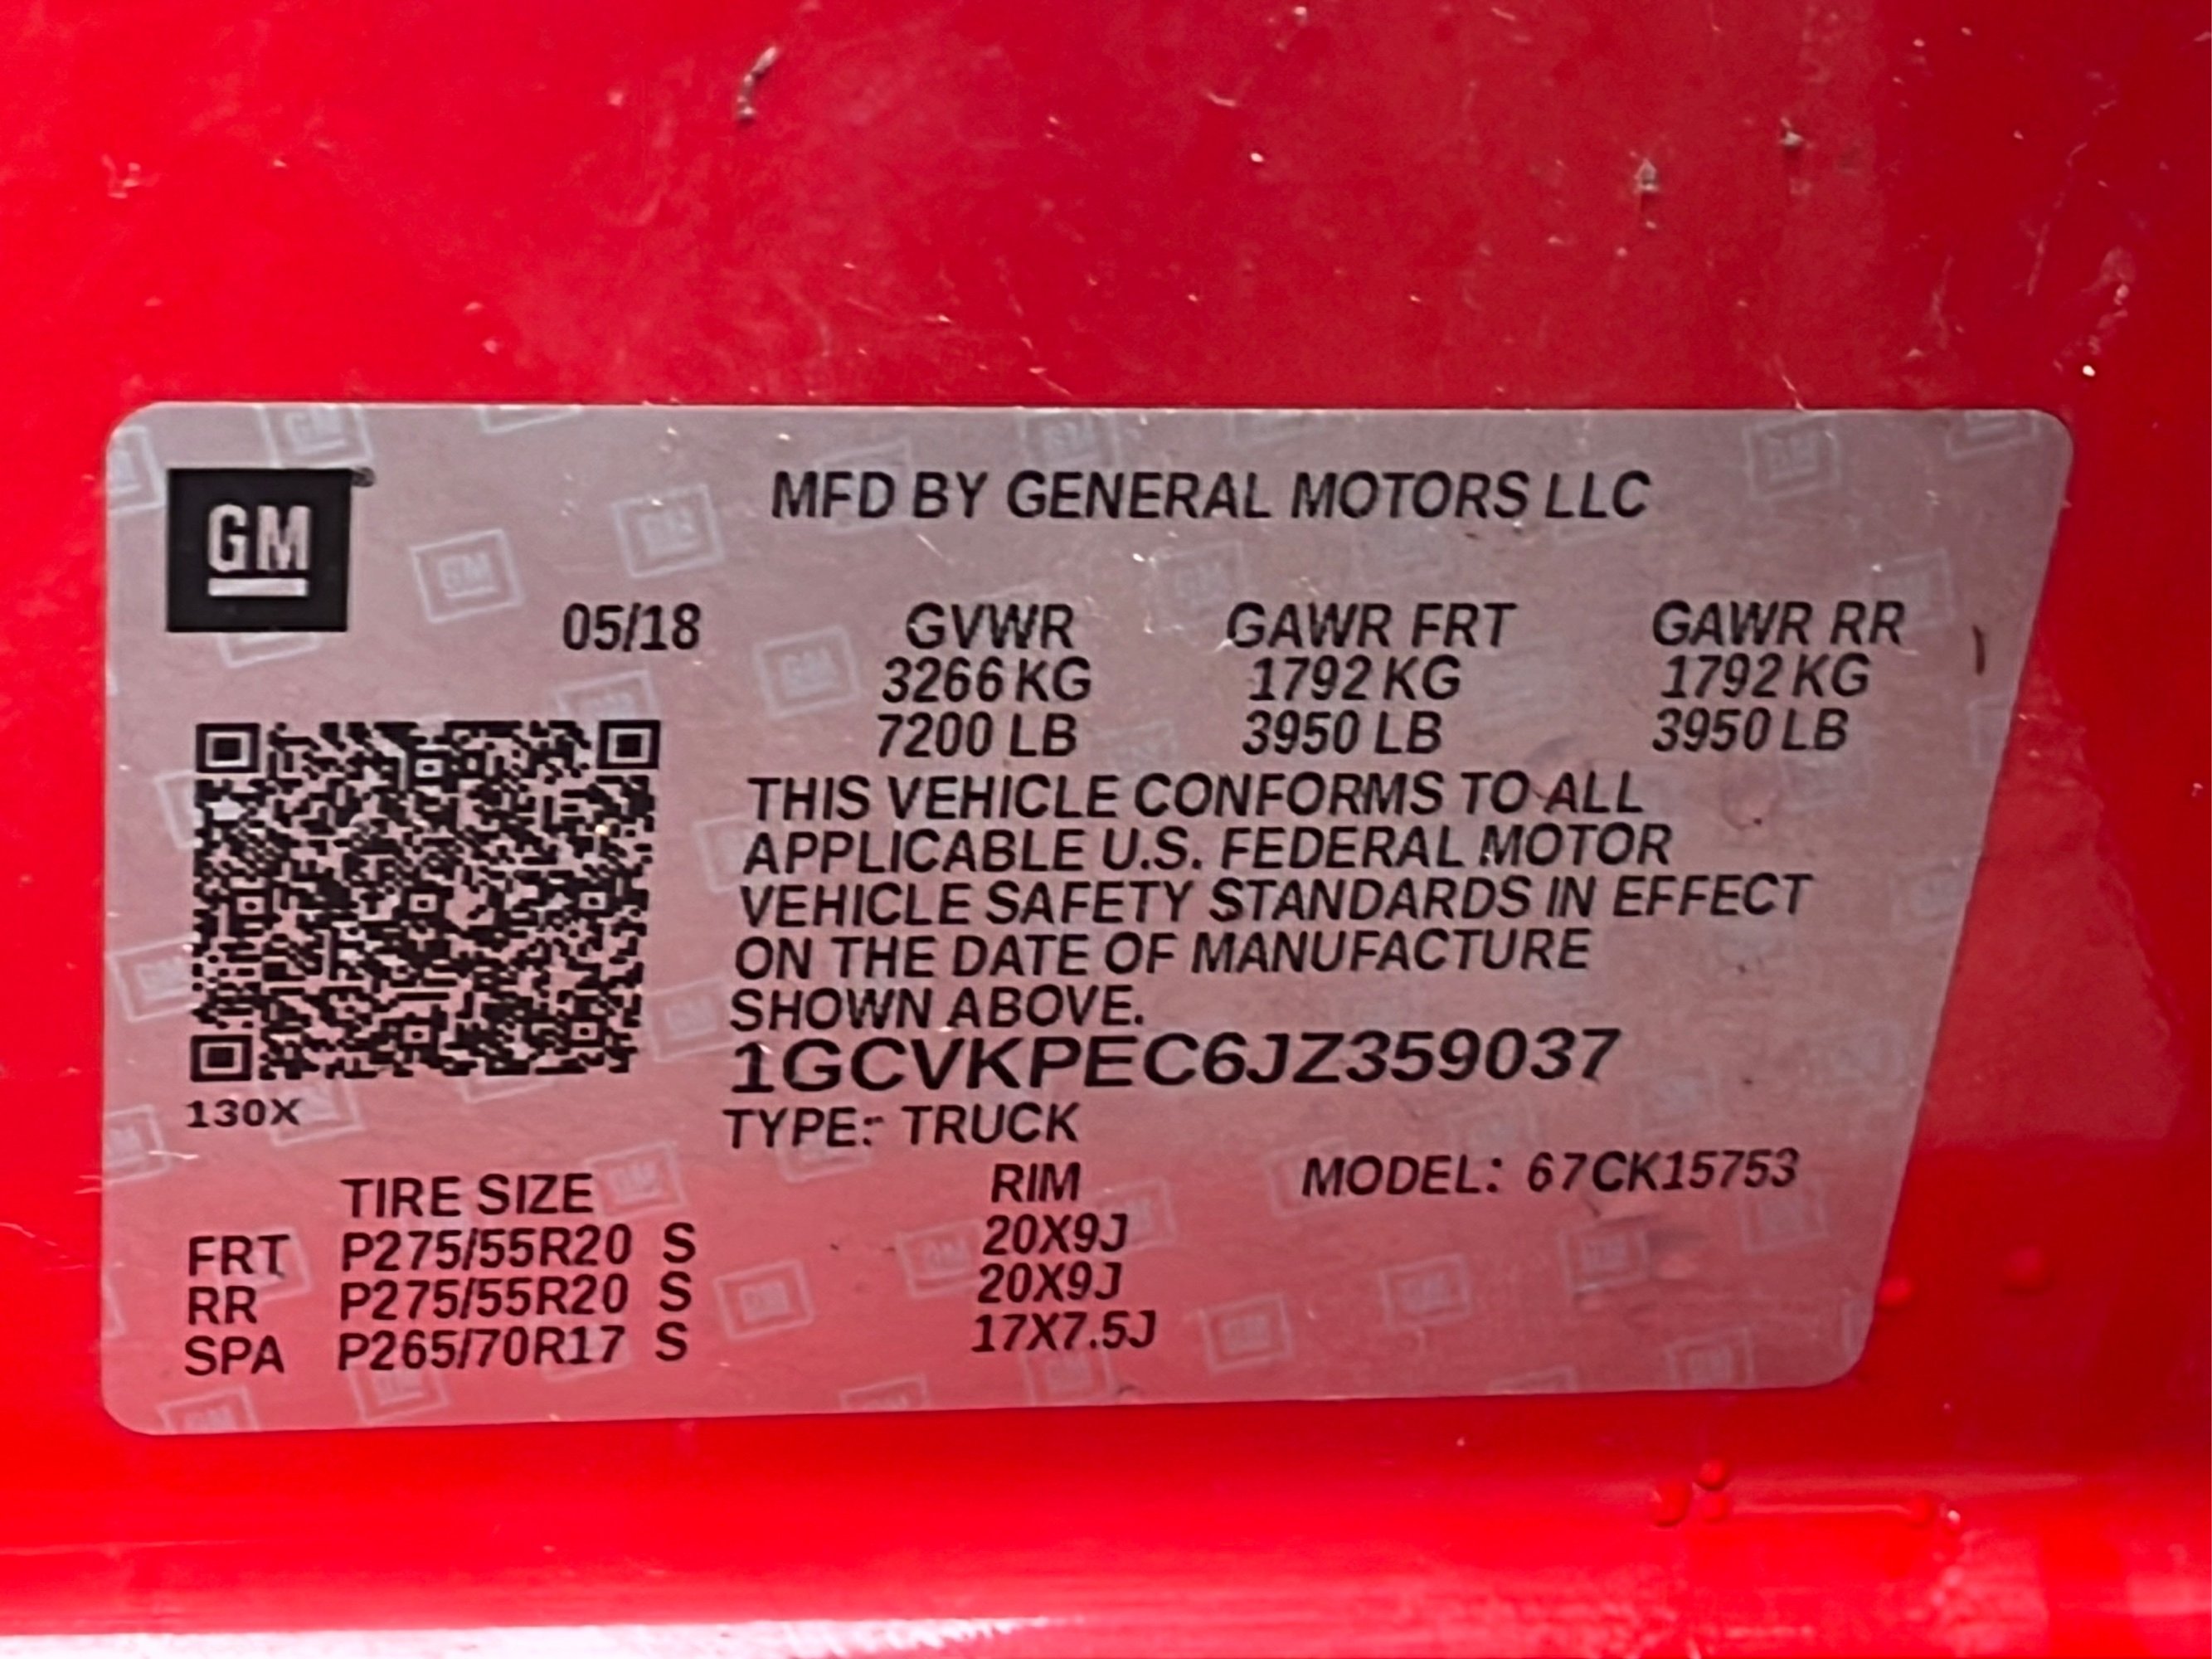 GM
MFD BY GENERAL MOTORS LLC
05/18 GVWR GAWR FRT GAWR RR
3266 KG 1792 KG 1792 KG
7200 LB 3950 LB 3950 LB
THIS VEHICLE CONFORMS TO ALL
APPLICABLE U.S. FEDERAL MOTOR
VEHICLE SAFETY STANDARDS IN EFFECT
ON THE DATE OF MANUFACTURE
SHOWN ABOVE.
1GCVKPEC6JZ359037
130X
TYPE: TRUCK
TIRE SIZE RIM MODEL: 67CK15753
FRT P275/55R20 S 20X9J
RR P275/55R20 S 20X9J
SPA P265/70R17 S 17X7.5J